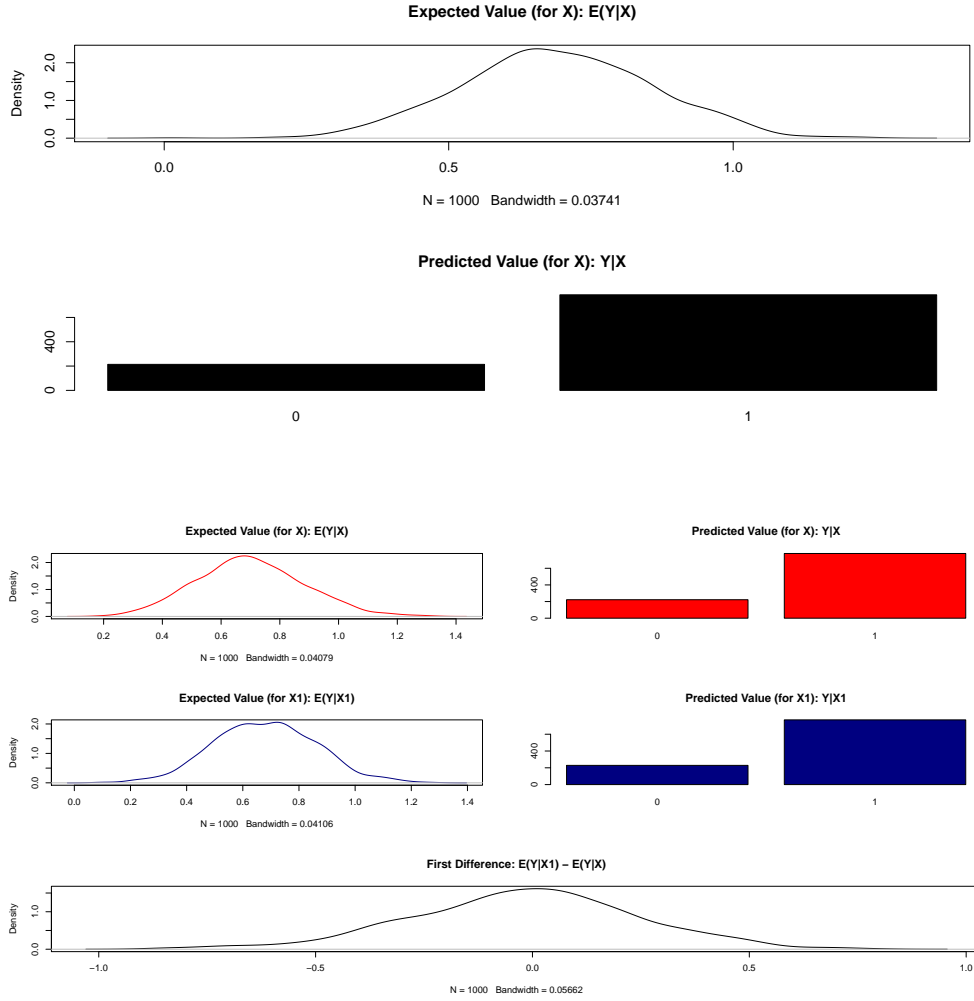 Expected Value (for X): E(Y|X)
Density
2.0
1.0
0.0
0.0 0.5 1.0
N = 1000 Bandwidth = 0.03741
Predicted Value (for X): Y|X
400
0
0 1
Expected Value (for X): E(Y|X)
Density
2.0
1.0
0.0
0.2 0.4 0.6 0.8 1.0 1.2 1.4
N = 1000 Bandwidth = 0.04079
Predicted Value (for X): Y|X
400
0
0 1
Expected Value (for X1): E(Y|X1)
Density
2.0
1.0
0.0
0.0 0.2 0.4 0.6 0.8 1.0 1.2 1.4
N = 1000 Bandwidth = 0.04106
Predicted Value (for X1): Y|X1
400
0
0 1
First Difference: E(Y|X1) − E(Y|X)
Density
1.0
0.0
−1.0 −0.5 0.0 0.5 1.0
N = 1000 Bandwidth = 0.05662